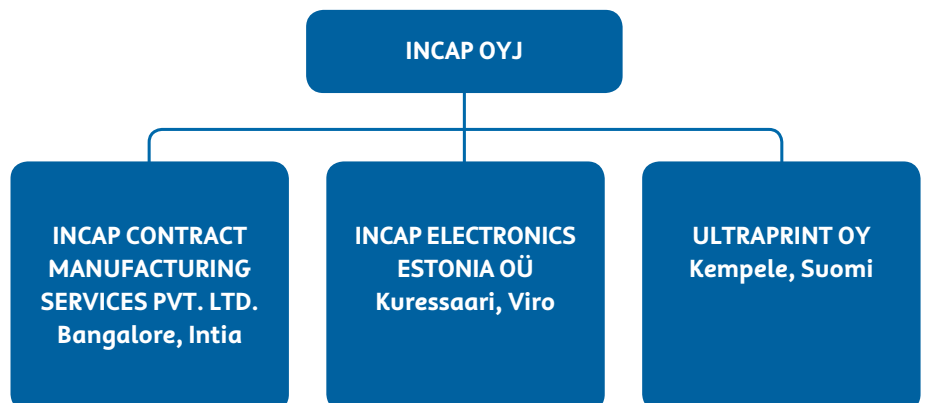 INCAP OYJ
INCAP CONTRACT
MANUFACTURING
SERVICES PVT. LTD.
Bangalore, Intia
INCAP ELECTRONICS
ESTONIA OÜ
Kuressaari, Viro
ULTRAPRINT OY
Kempele, Suomi